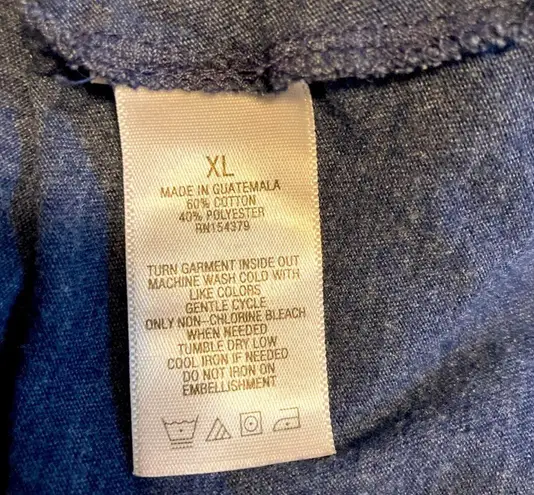 XL
MADE IN GUATEMALA
60% COTTON
40% POLYESTER
RN154379
TURN GARMENT INSIDE OUT
MACHINE WASH COLD WITH
LIKE COLORS
GENTLE CYCLE
ONLY NON-CHLORINE BLEACH
WHEN NEEDED
TUMBLE DRY LOW
COOL IRON IF NEEDED
DO NOT IRON ON
EMBELLISHMENT